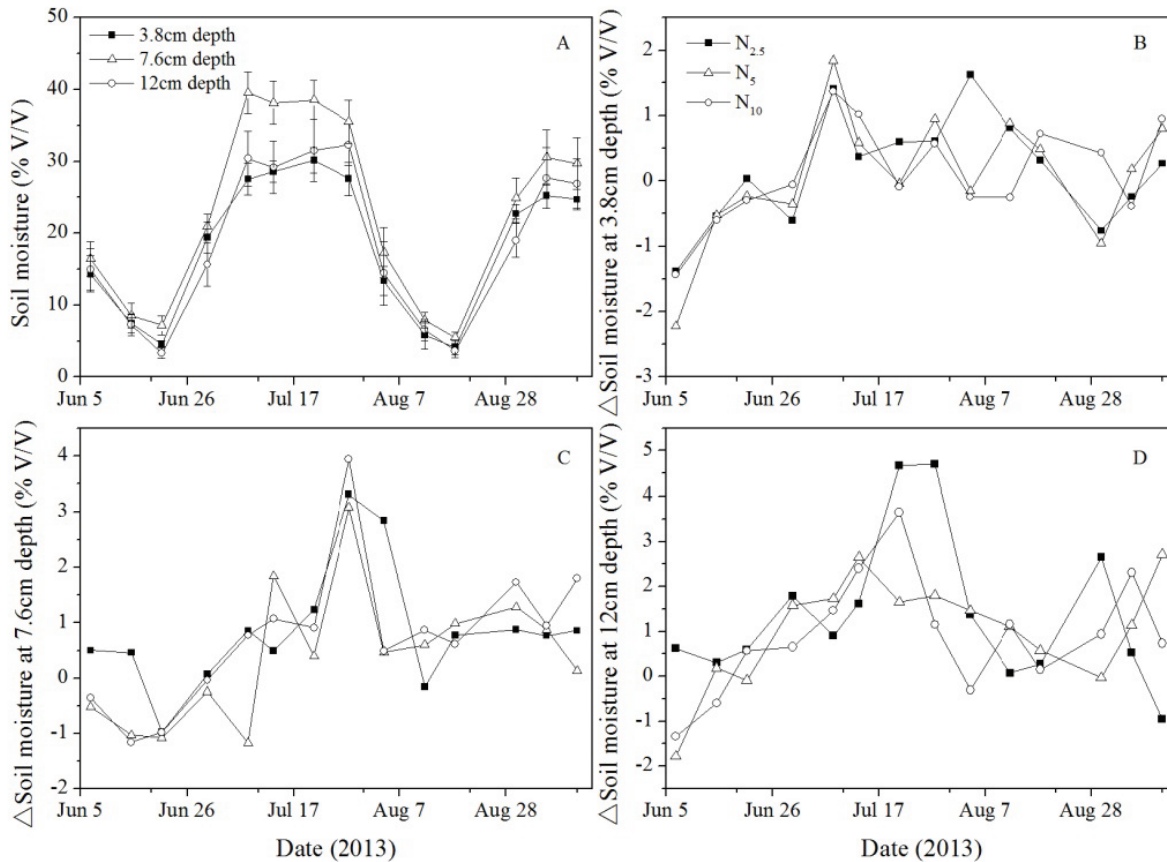 A
3.8cm depth
7.6cm depth
12cm depth
Soil moisture (% V/V)
50
40
30
20
10
0
Jun 5
Jun 26
Jul 17
Aug 7
Aug 28
B
N2.5
N5
N10
△Soil moisture at 3.8cm depth (% V/V)
2
1
0
-1
-2
-3
Jun 5
Jun 26
Jul 17
Aug 7
Aug 28
C
△Soil moisture at 7.6cm depth (% V/V)
4
3
2
1
0
-1
-2
Jun 5
Jun 26
Jul 17
Aug 7
Aug 28
Date (2013)
D
△Soil moisture at 12cm depth (% V/V)
5
4
3
2
1
0
-1
-2
Jun 5
Jun 26
Jul 17
Aug 7
Aug 28
Date (2013)